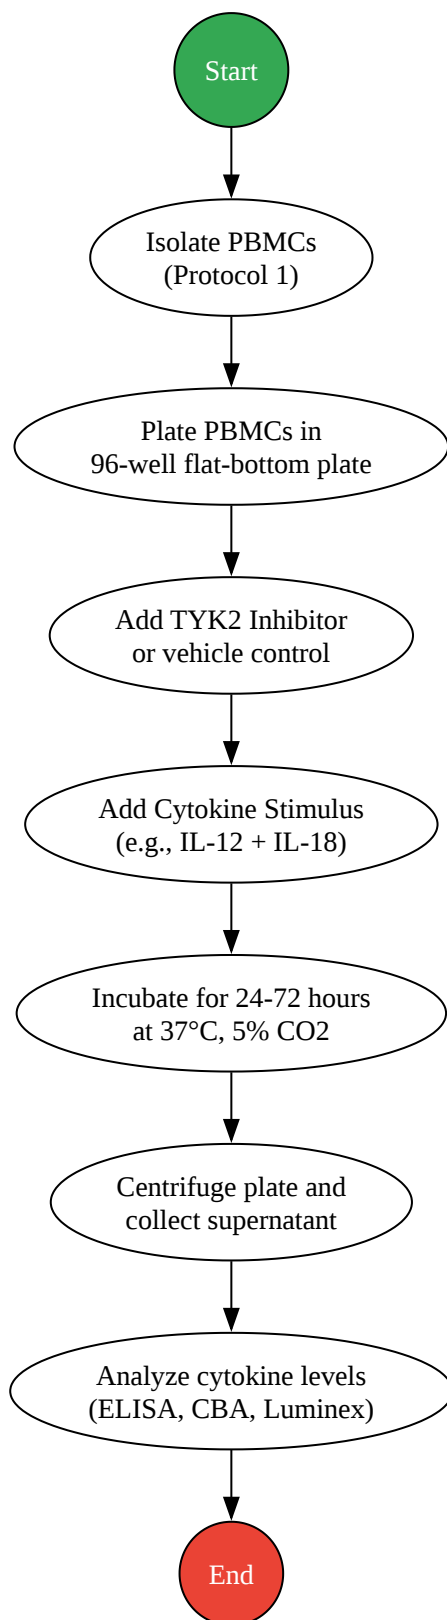 Start
Isolate PBMCs
(Protocol 1)
Plate PBMCs in
96-well flat-bottom plate
Add TYK2 Inhibitor
or vehicle control
Add Cytokine Stimulus
(e.g., IL-12 + IL-18)
Incubate for 24-72 hours
at 37°C, 5% CO2
Centrifuge plate and
collect supernatant
Analyze cytokine levels
(ELISA, CBA, Luminex)
End